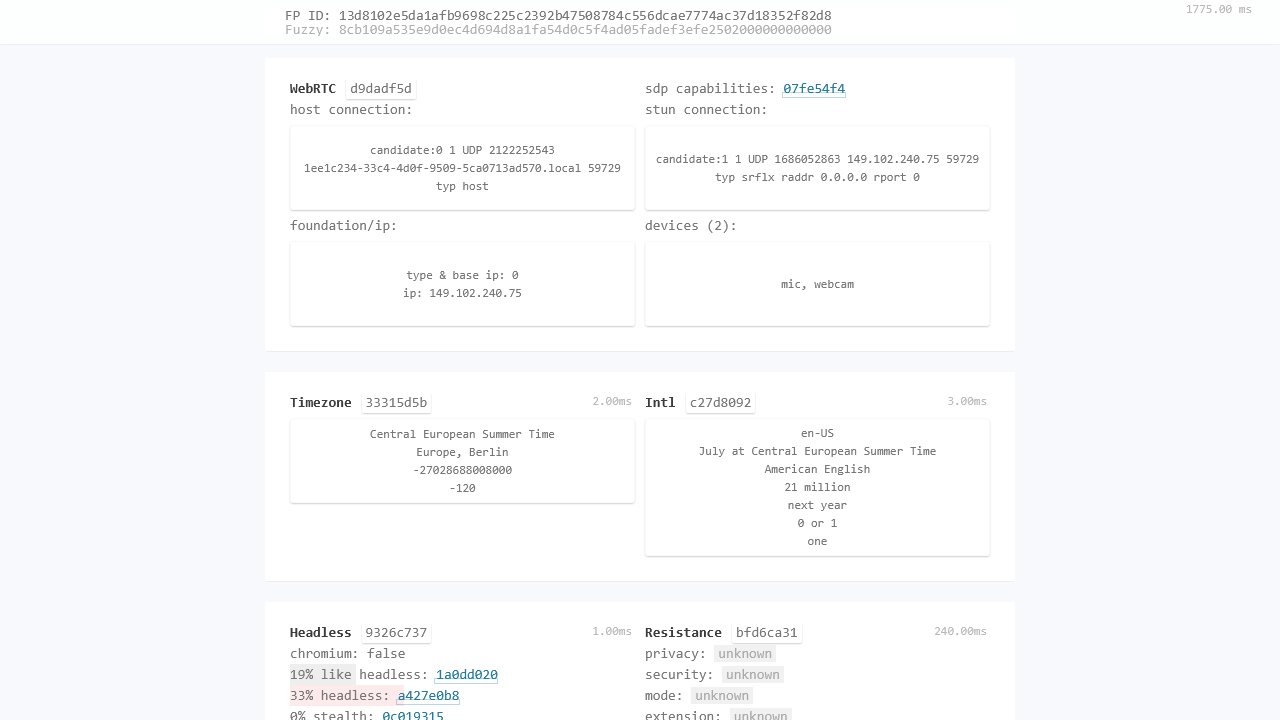 FP ID: 13d8102e5da1afb9698c225c2392b47508784c556dcae7774ac37d18352f82d8
1775.00 ms
Fuzzy: 8cb109a535e9d0ec4d694d8a1fa54d0c5f4ad05fadef3efe2502000000000000
WebRTC d9dadf5d
host connection:
candidate:0 1 UDP 2122252543
1ee1c234-33c4-4d0f-9509-5ca0713ad570.local 59729
typ host
foundation/ip:
type & base ip: 0
ip: 149.102.240.75
sdp capabilities: 07fe54f4
stun connection:
candidate:1 1 UDP 1686052863 149.102.240.75 59729
typ srflx raddr 0.0.0.0 rport 0
devices (2):
mic, webcam
Timezone 33315d5b 2.00ms
Central European Summer Time
Europe, Berlin
-27028688008000
-120
Intl c27d8092 3.00ms
en-US
July at Central European Summer Time
American English
21 million
next year
0 or 1
one
Headless 9326c737 1.00ms
chromium: false
19% like headless: 1a0dd020
33% headless: a427e0b8
0% stealth: 0c019315
Resistance bfd6ca31 240.00ms
privacy: unknown
security: unknown
mode: unknown
extension: unknown